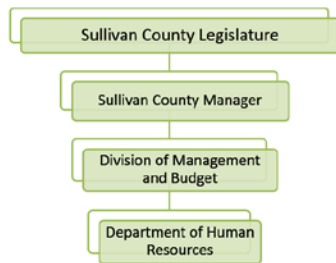 Sullivan County Legislature
Sullivan County Manager
Division of Management
and Budget
Department of Human
Resources